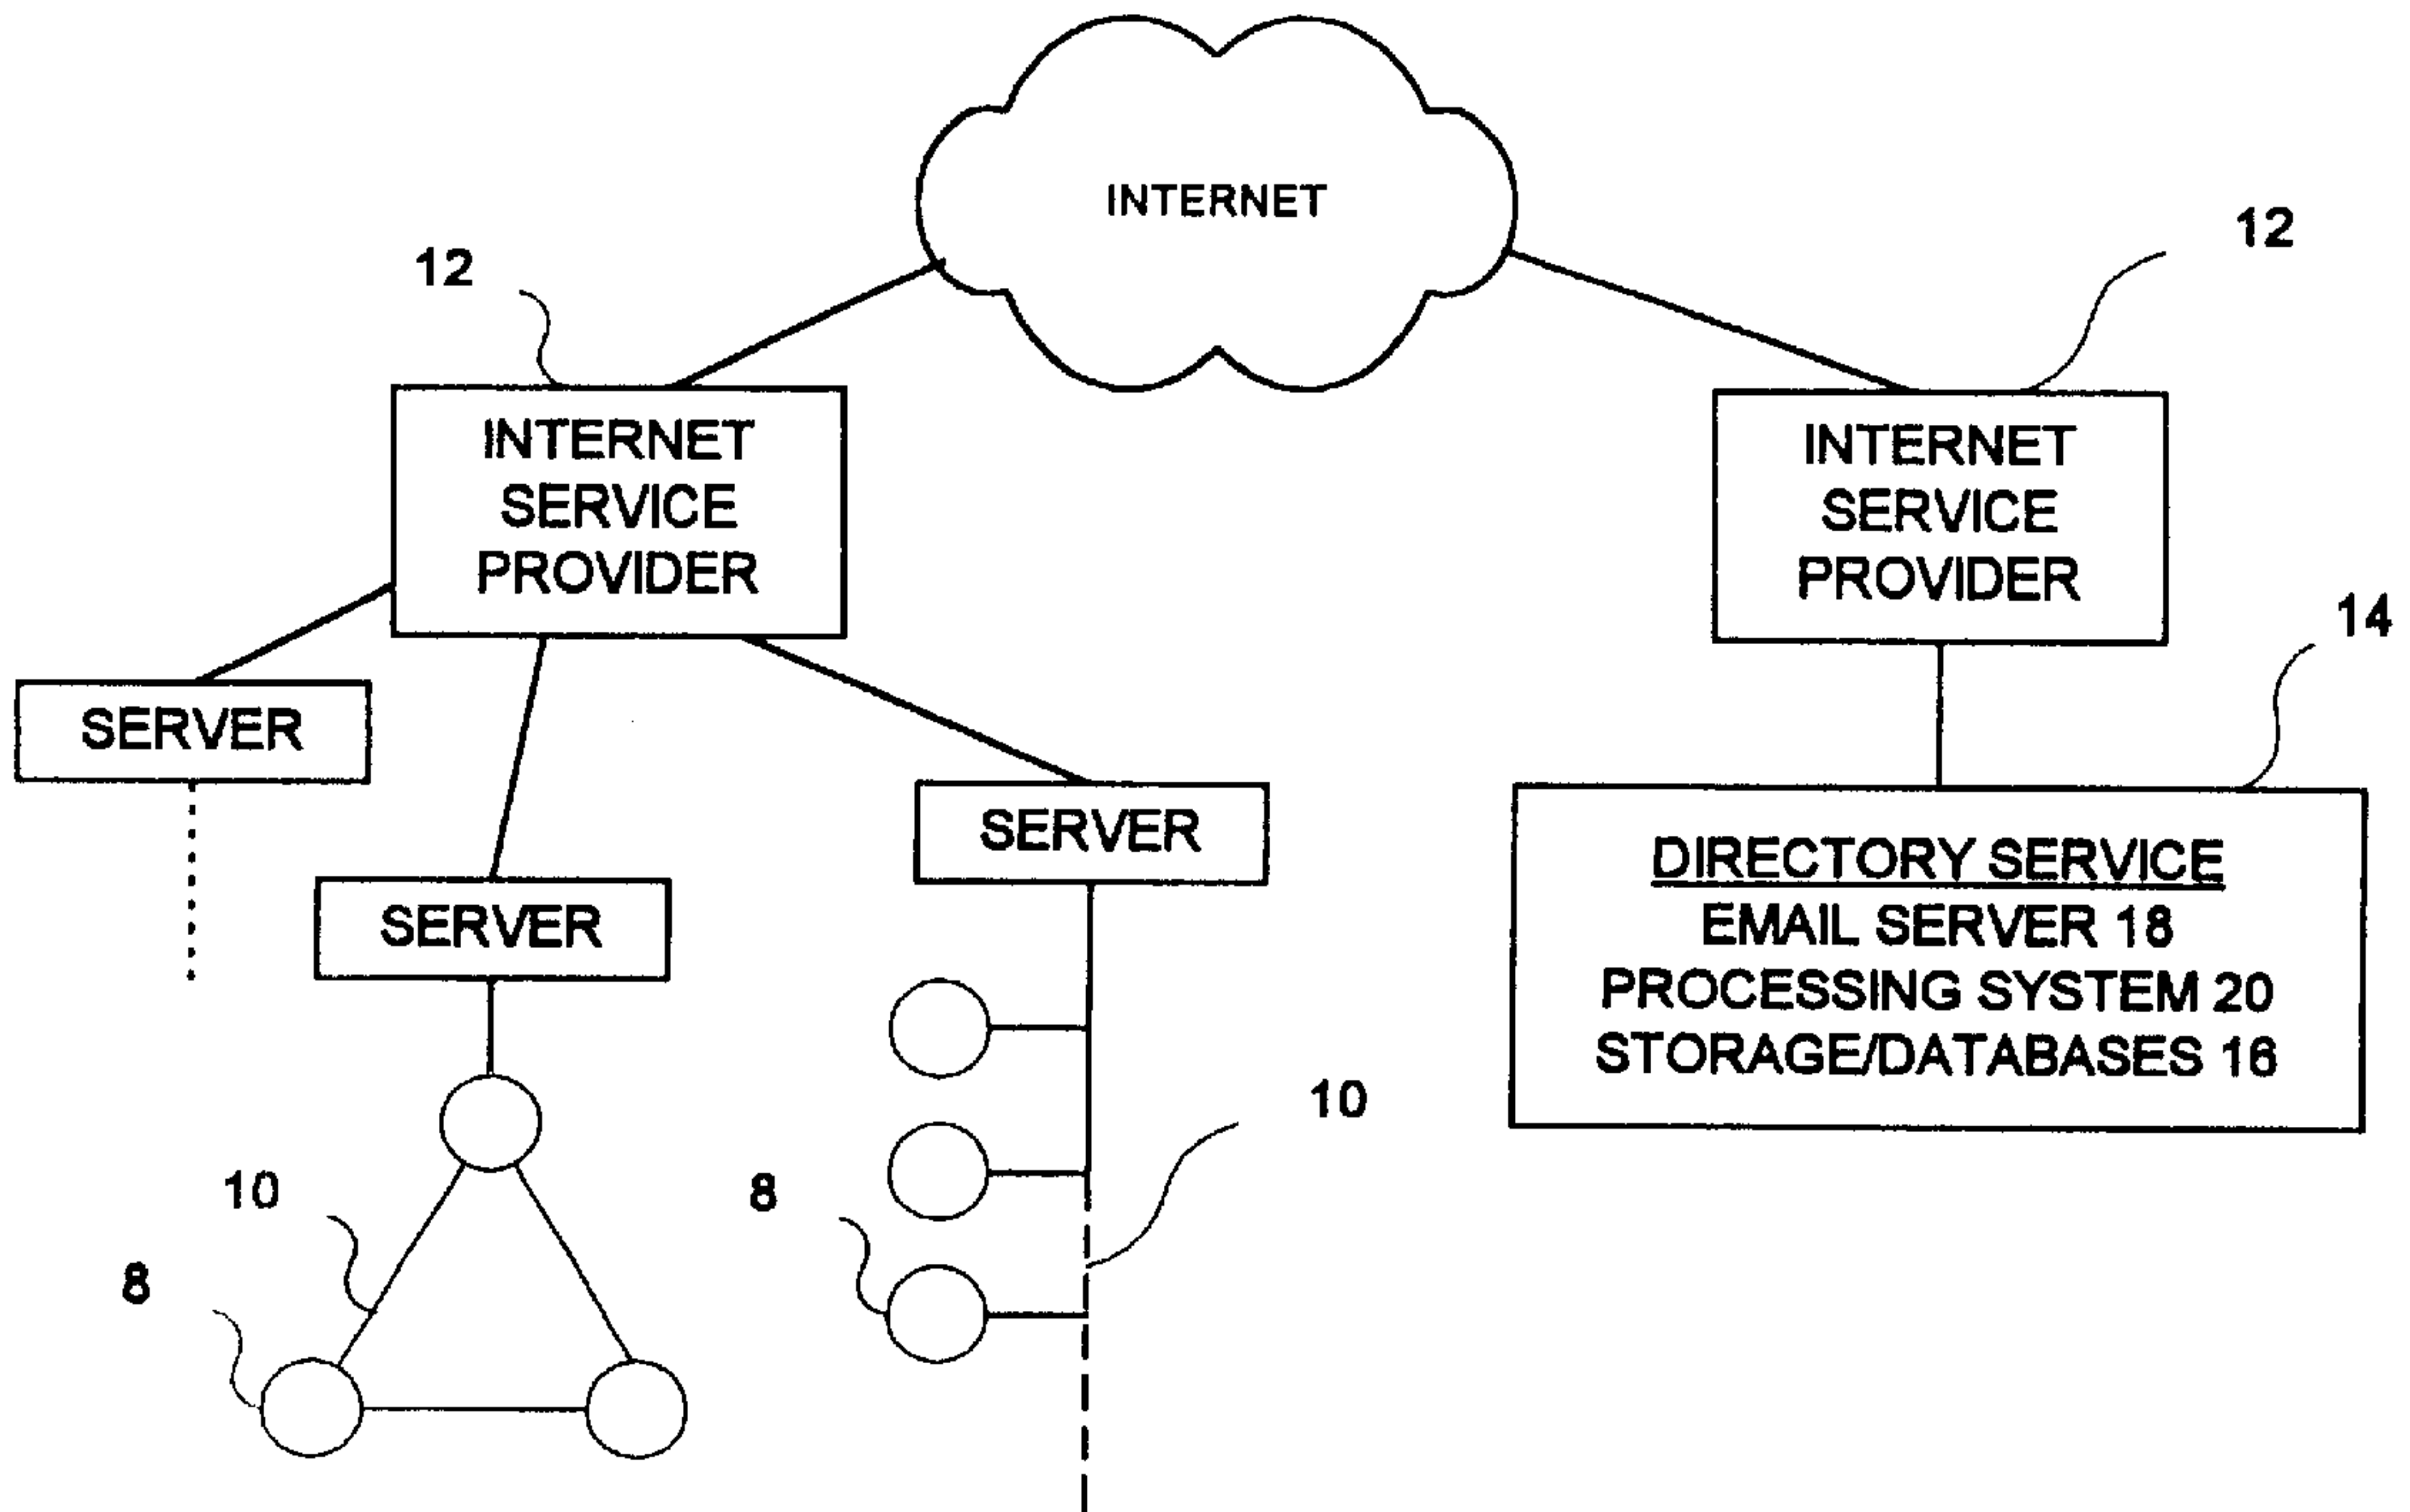 INTERNET
12
12
INTERNET
SERVICE
PROVIDER
INTERNET
SERVICE
PROVIDER
14
SERVER
SERVER
SERVER
DIRECTORY SERVICE
EMAIL SERVER 18
PROCESSING SYSTEM 20
STORAGE/DATABASES 16
10
10
8
8